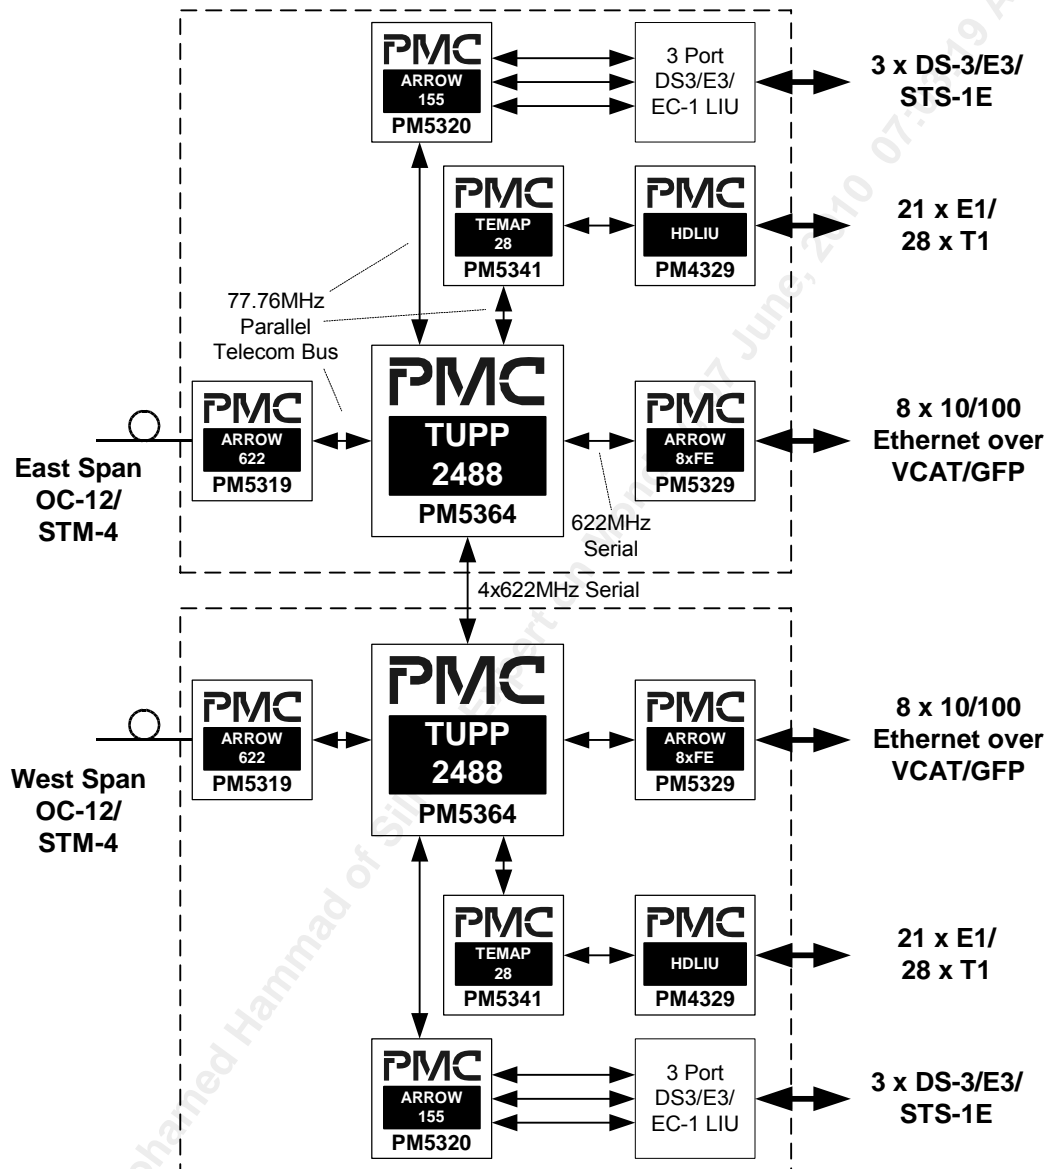 PMC
ARROW
155
PM5320
3 Port
DS3/E3/
EC-1 LIU
3 x DS-3/E3/
STS-1E
PMC
TEMAP
28
PM5341
PMC
HDLIU
PM4329
21 x E1/
28 x T1
77.76MHz
Parallel
Telecom Bus
East Span
OC-12/
STM-4
PMC
ARROW
622
PM5319
PMC
TUPP
2488
PM5364
PMC
ARROW
8xFE
PM5329
8 x 10/100
Ethernet over
VCAT/GFP
622MHz
Serial
4x622MHz Serial
West Span
OC-12/
STM-4
PMC
ARROW
622
PM5319
PMC
TUPP
2488
PM5364
PMC
ARROW
8xFE
PM5329
8 x 10/100
Ethernet over
VCAT/GFP
PMC
TEMAP
28
PM5341
PMC
HDLIU
PM4329
21 x E1/
28 x T1
PMC
ARROW
155
PM5320
3 Port
DS3/E3/
EC-1 LIU
3 x DS-3/E3/
STS-1E
Hammad of
07 June, 2010